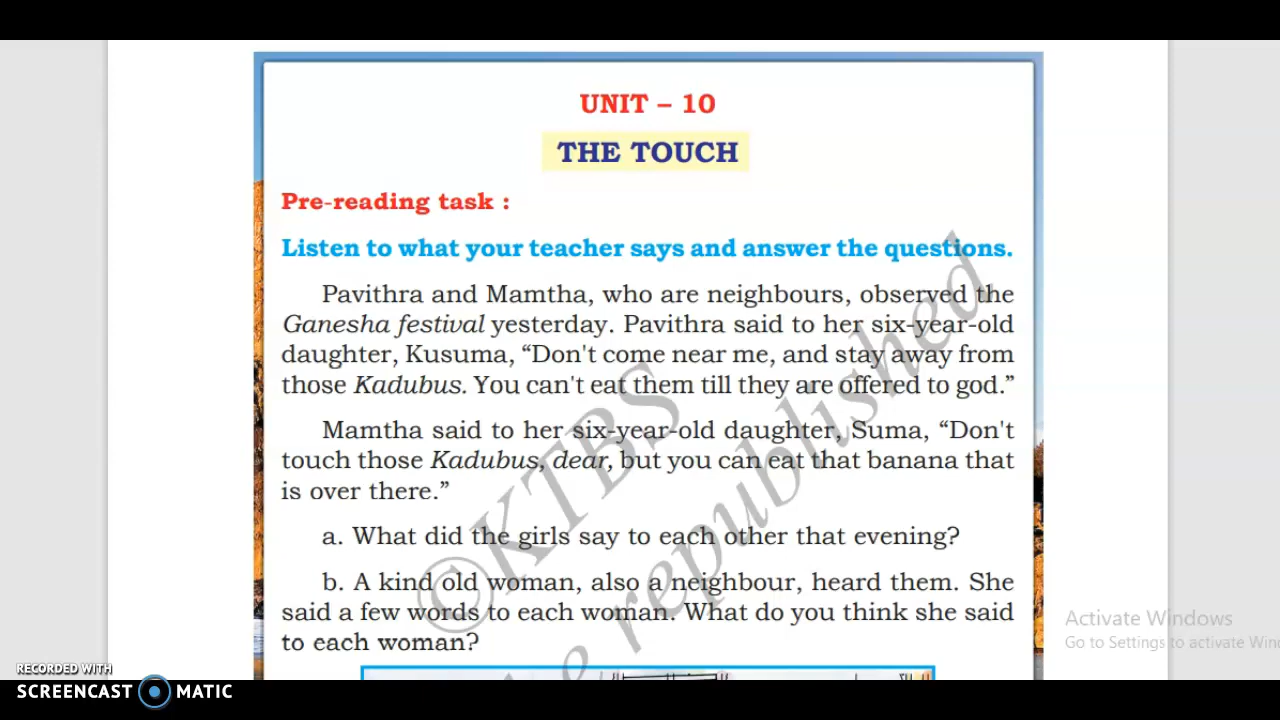 UNIT – 10
THE TOUCH
Pre-reading task :
Listen to what your teacher says and answer the questions.
Pavithra and Mamtha, who are neighbours, observed the
Ganesha festival yesterday. Pavithra said to her six-year-old
daughter, Kusuma, “Don't come near me, and stay away from
those Kadubus. You can't eat them till they are offered to god.”
Mamtha said to her six-year-old daughter, Suma, “Don't
touch those Kadubus, dear, but you can eat that banana that
is over there.”
a. What did the girls say to each other that evening?
b. A kind old woman, also a neighbour, heard them. She
said a few words to each woman. What do you think she said
to each woman?
©KTBS
be republished
Activate Windows
Go to Settings to activate Win
RECORDED WITH
SCREENCAST MATIC